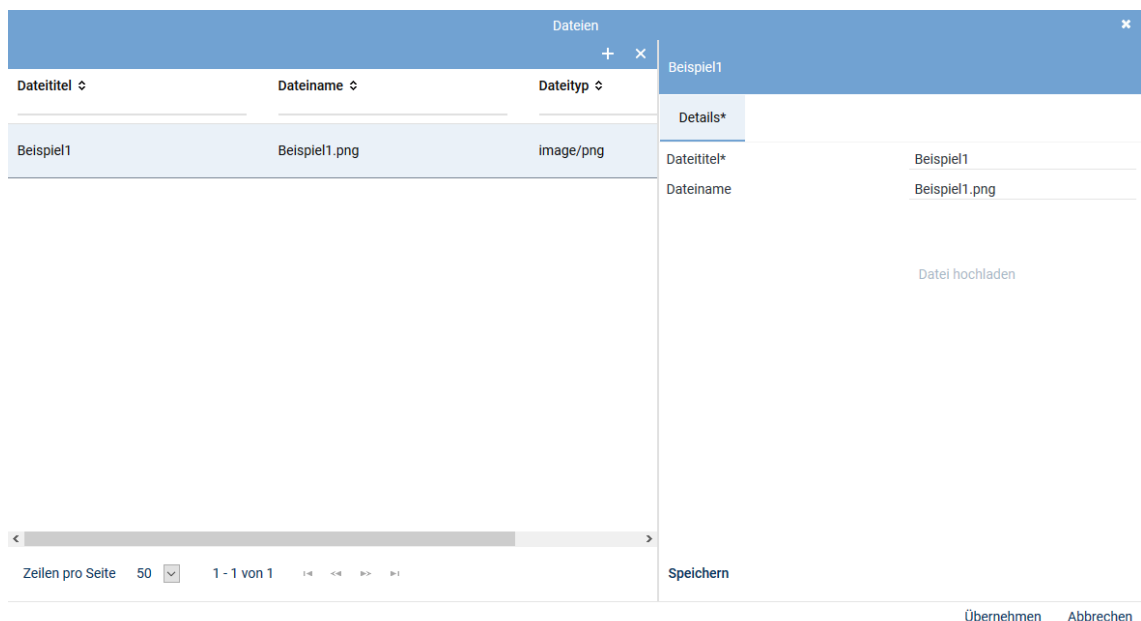 Dateien
Beispiel1
Dateititel Dateiname Dateityp
Details*
Beispiel1 Beispiel1.png image/png
Dateititel* Beispiel1
Dateiname Beispiel1.png
Datei hochladen
Zeilen pro Seite 50 1 - 1 von 1
Speichern
Übernehmen Abbrechen